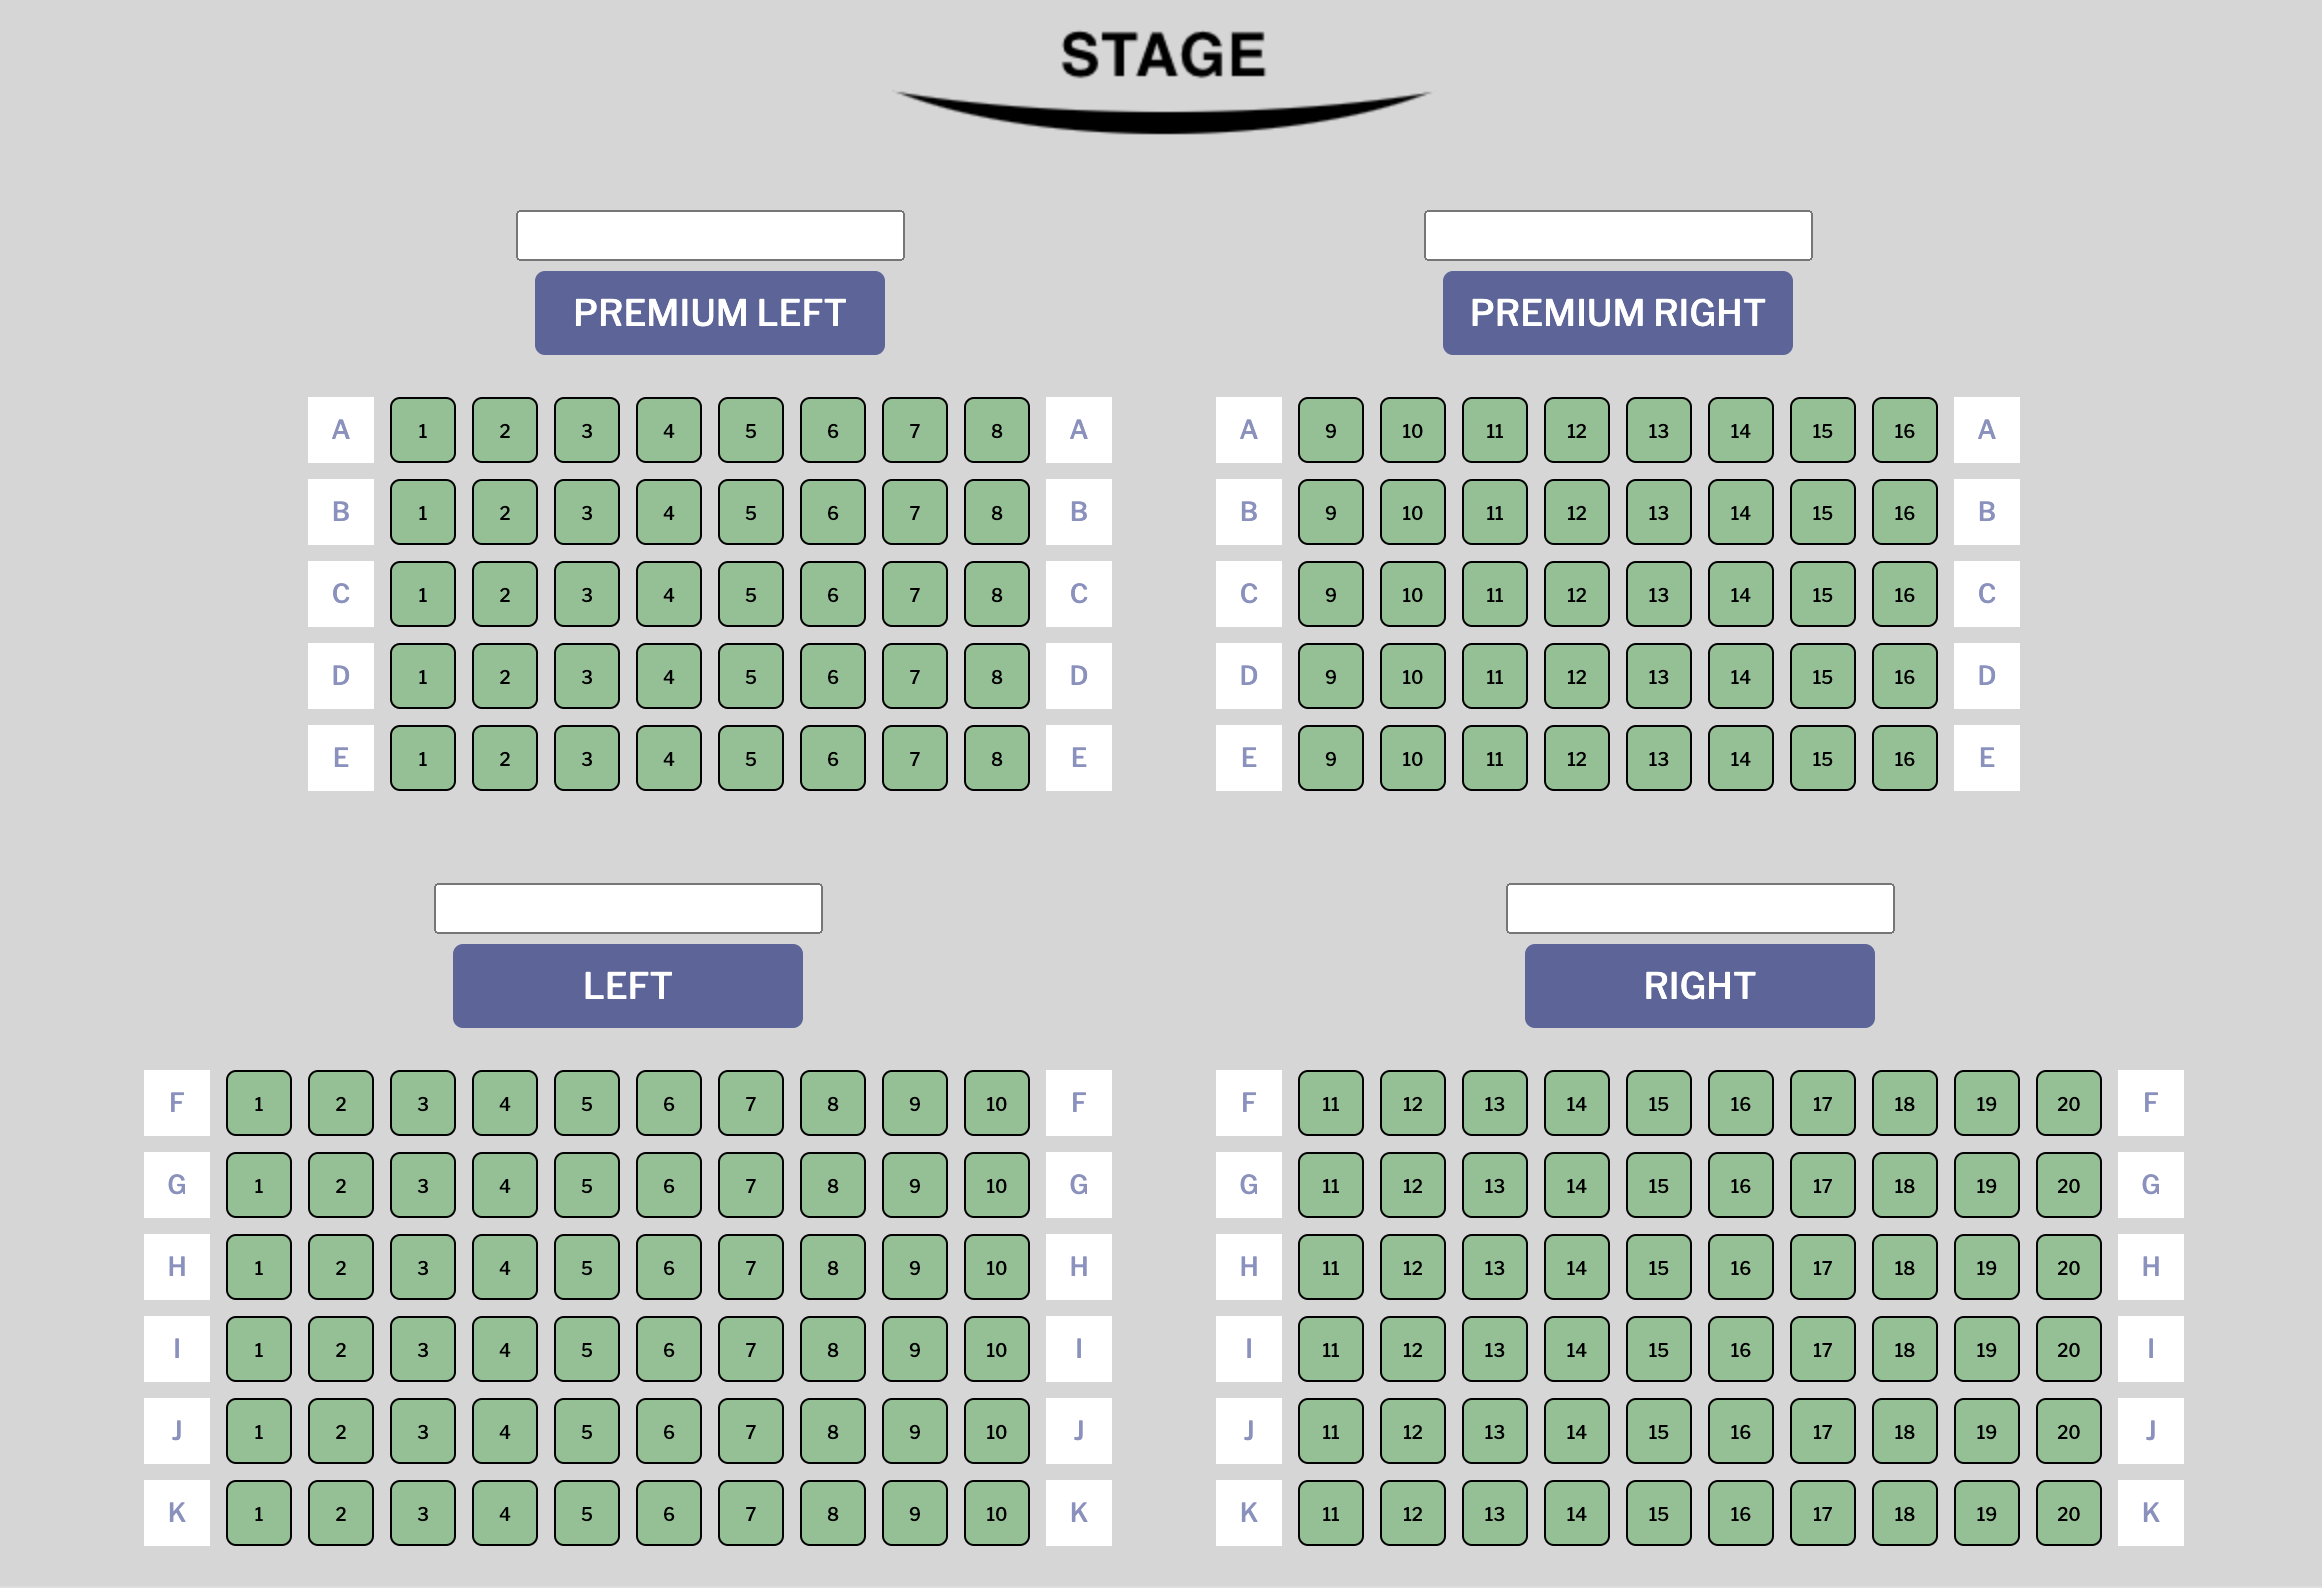 STAGE
PREMIUM LEFT
A 1 2 3 4 5 6 7 8 A
B 1 2 3 4 5 6 7 8 B
C 1 2 3 4 5 6 7 8 C
D 1 2 3 4 5 6 7 8 D
E 1 2 3 4 5 6 7 8 E
PREMIUM RIGHT
A 9 10 11 12 13 14 15 16 A
B 9 10 11 12 13 14 15 16 B
C 9 10 11 12 13 14 15 16 C
D 9 10 11 12 13 14 15 16 D
E 9 10 11 12 13 14 15 16 E
LEFT
F 1 2 3 4 5 6 7 8 9 10 F
G 1 2 3 4 5 6 7 8 9 10 G
H 1 2 3 4 5 6 7 8 9 10 H
I 1 2 3 4 5 6 7 8 9 10 I
J 1 2 3 4 5 6 7 8 9 10 J
K 1 2 3 4 5 6 7 8 9 10 K
RIGHT
F 11 12 13 14 15 16 17 18 19 20 F
G 11 12 13 14 15 16 17 18 19 20 G
H 11 12 13 14 15 16 17 18 19 20 H
I 11 12 13 14 15 16 17 18 19 20 I
J 11 12 13 14 15 16 17 18 19 20 J
K 11 12 13 14 15 16 17 18 19 20 K